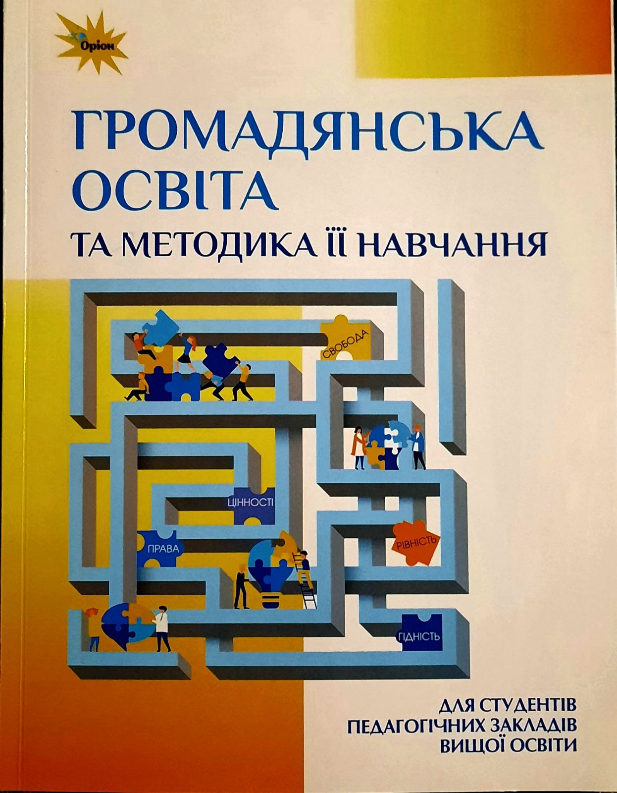 Оріон
ГРОМАДЯНСЬКА
ОСВІТА
ТА МЕТОДИКА ЇЇ НАВЧАННЯ
СВОБОДА
ЦІННОСТІ
ПРАВА
РІВНІСТЬ
ГІДНІСТЬ
ДЛЯ СТУДЕНТІВ
ПЕДАГОГІЧНИХ ЗАКЛАДІВ
ВИЩОЇ ОСВІТИ